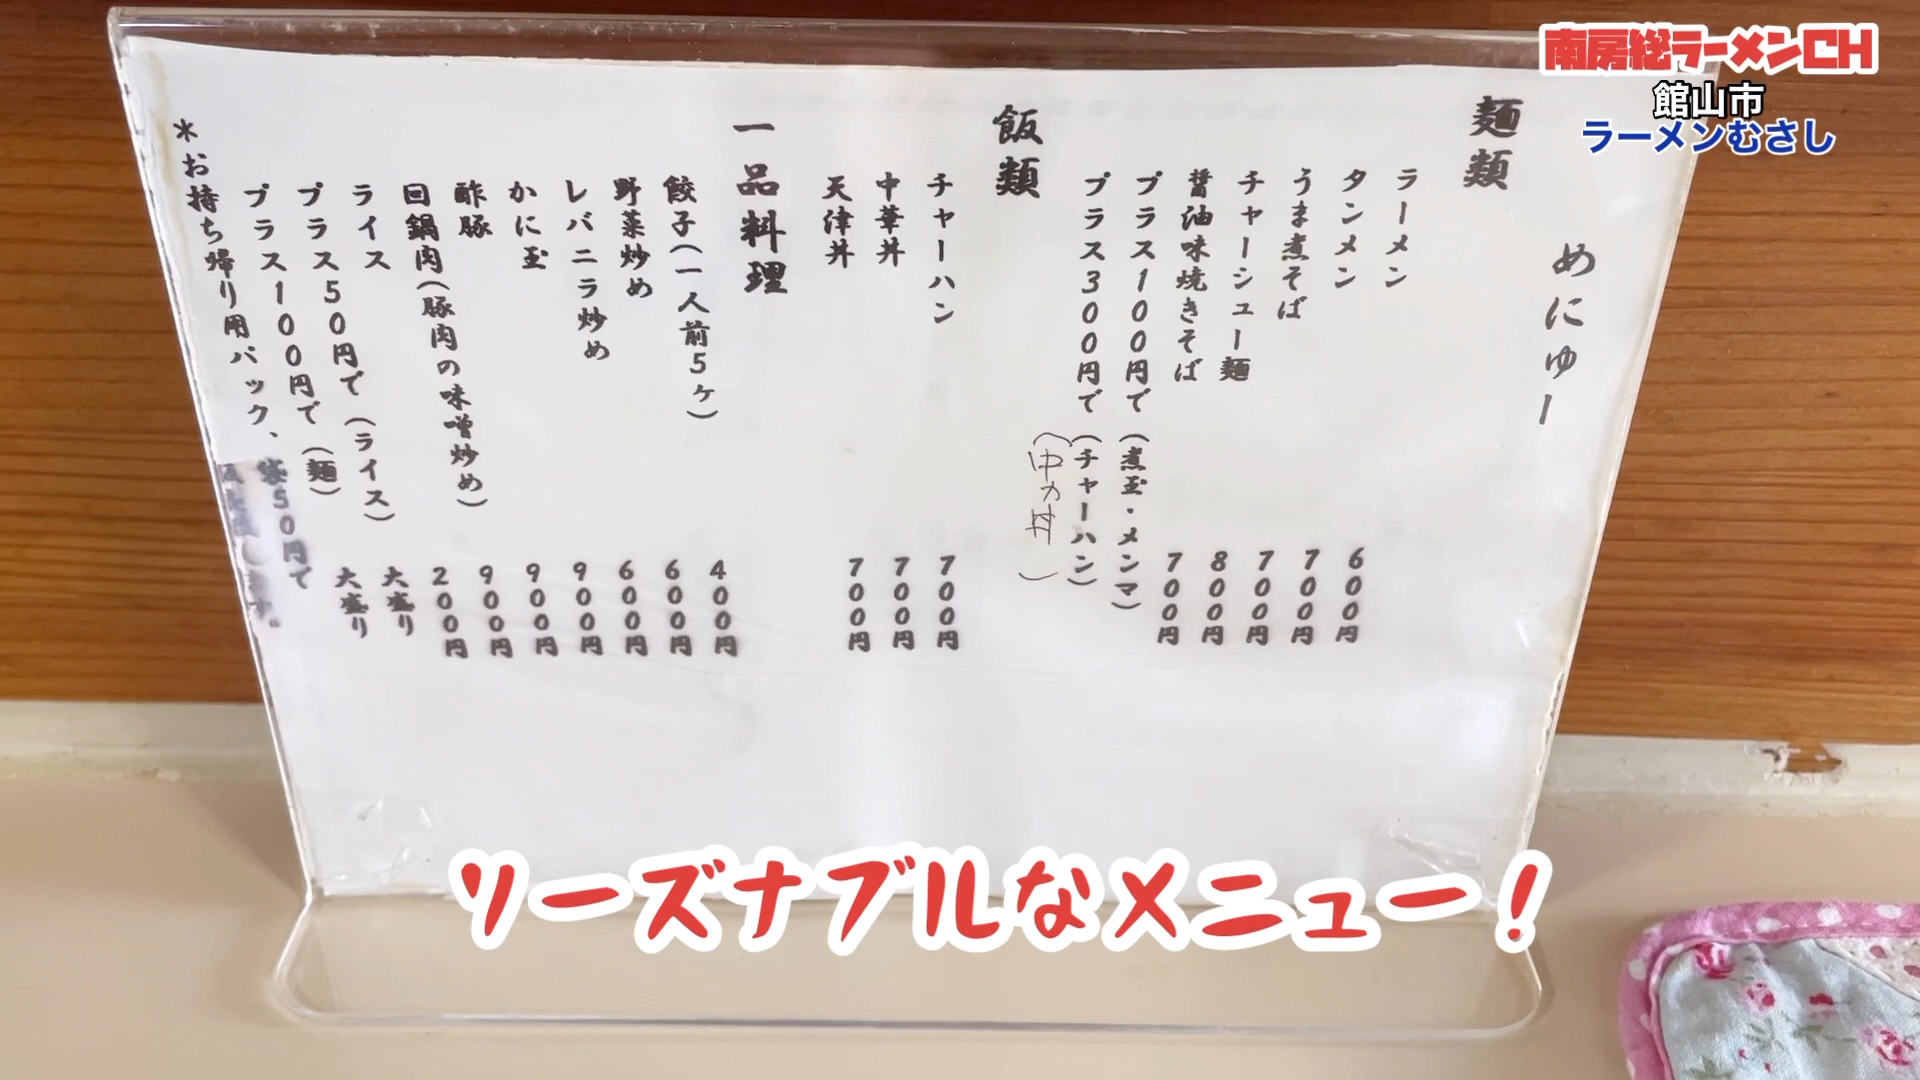 南房総ラーメンCH
館山市
ラーメンむさし
めにゅー
麺類
ラーメン 600円
タンメン 700円
うま煮そば 700円
チャーシュー麺 800円
醤油味焼きそば 700円
プラス100円で(煮玉・メンマ)
プラス300円で(チャーハン)
(中カ丼)
飯類
チャーハン 700円
中華丼 700円
天津丼 700円
一品料理
餃子(一人前5ヶ) 400円
野菜炒め 600円
レバニラ炒め 600円
かに玉 900円
酢豚 900円
回鍋肉(豚肉の味噌炒め) 900円
ライス 200円
プラス50円で(ライス) 大盛り
プラス100円で(麺) 大盛り
*お持ち帰り用パック、袋50円で
リーズナブルなメニュー!